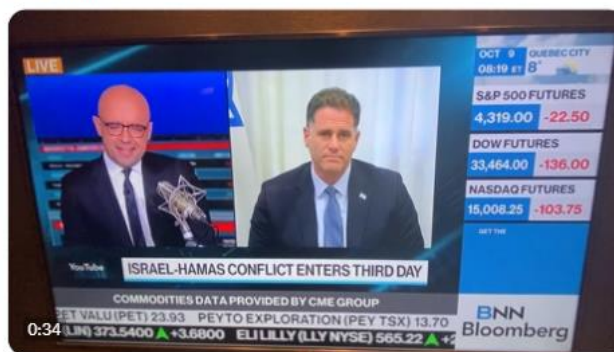 LIVE
OCT 9
08:19 ET
QUEBEC CITY
8°
S&P 500 FUTURES
4,319.00 -22.50
DOW FUTURES
33,464.00 -136.00
NASDAQ FUTURES
15,008.25 -103.75
GET THE
YouTube
ISRAEL-HAMAS CONFLICT ENTERS THIRD DAY
COMMODITIES DATA PROVIDED BY CME GROUP
PET VALU (PET) 23.93 PEYTO EXPLORATION (PEY TSX) 13.70
(LIN) 373.5400 +3.6800 ELI LILLY (LLY NYSE) 565.22
BNN
Bloomberg
0:34